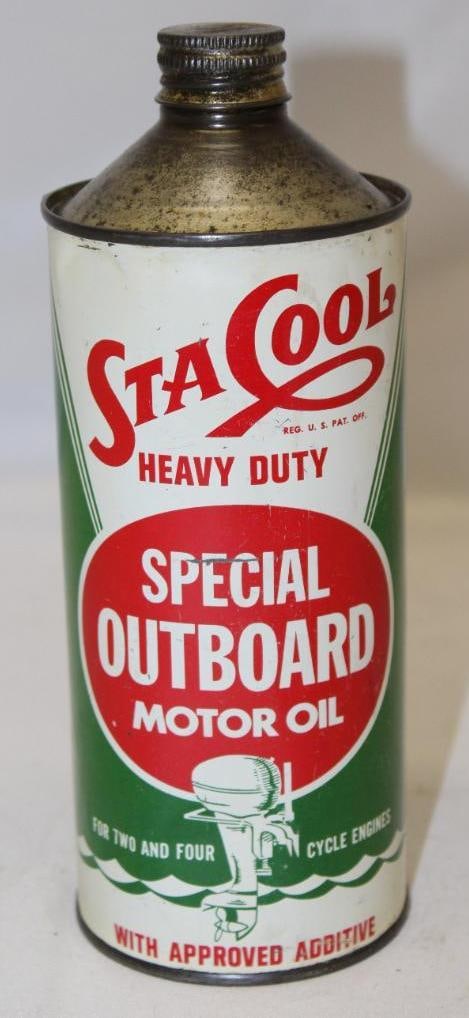 STA COOL
REG. U. S. PAT. OFF.
HEAVY DUTY
SPECIAL
OUTBOARD
MOTOR OIL
FOR TWO AND FOUR CYCLE ENGINES
WITH APPROVED ADDITIVE